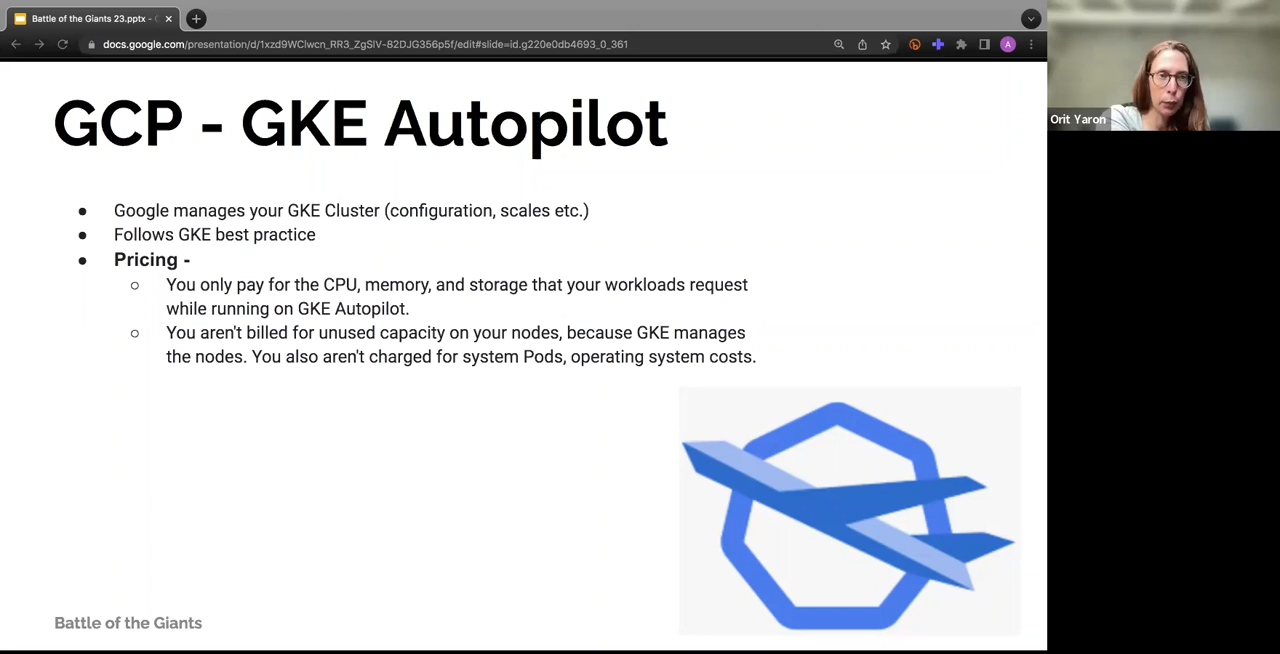 Battle of the Giants 23.pptx -
docs.google.com/presentation/d/1xzd9WClwcn_RR3_ZgSlV-82DJG356p5f/edit#slide=id.g220e0db4693_0_361
A
Orit Yaron
GCP - GKE Autopilot
Google manages your GKE Cluster (configuration, scales etc.)
Follows GKE best practice
Pricing -
You only pay for the CPU, memory, and storage that your workloads request
while running on GKE Autopilot.
You aren't billed for unused capacity on your nodes, because GKE manages
the nodes. You also aren't charged for system Pods, operating system costs.
Battle of the Giants